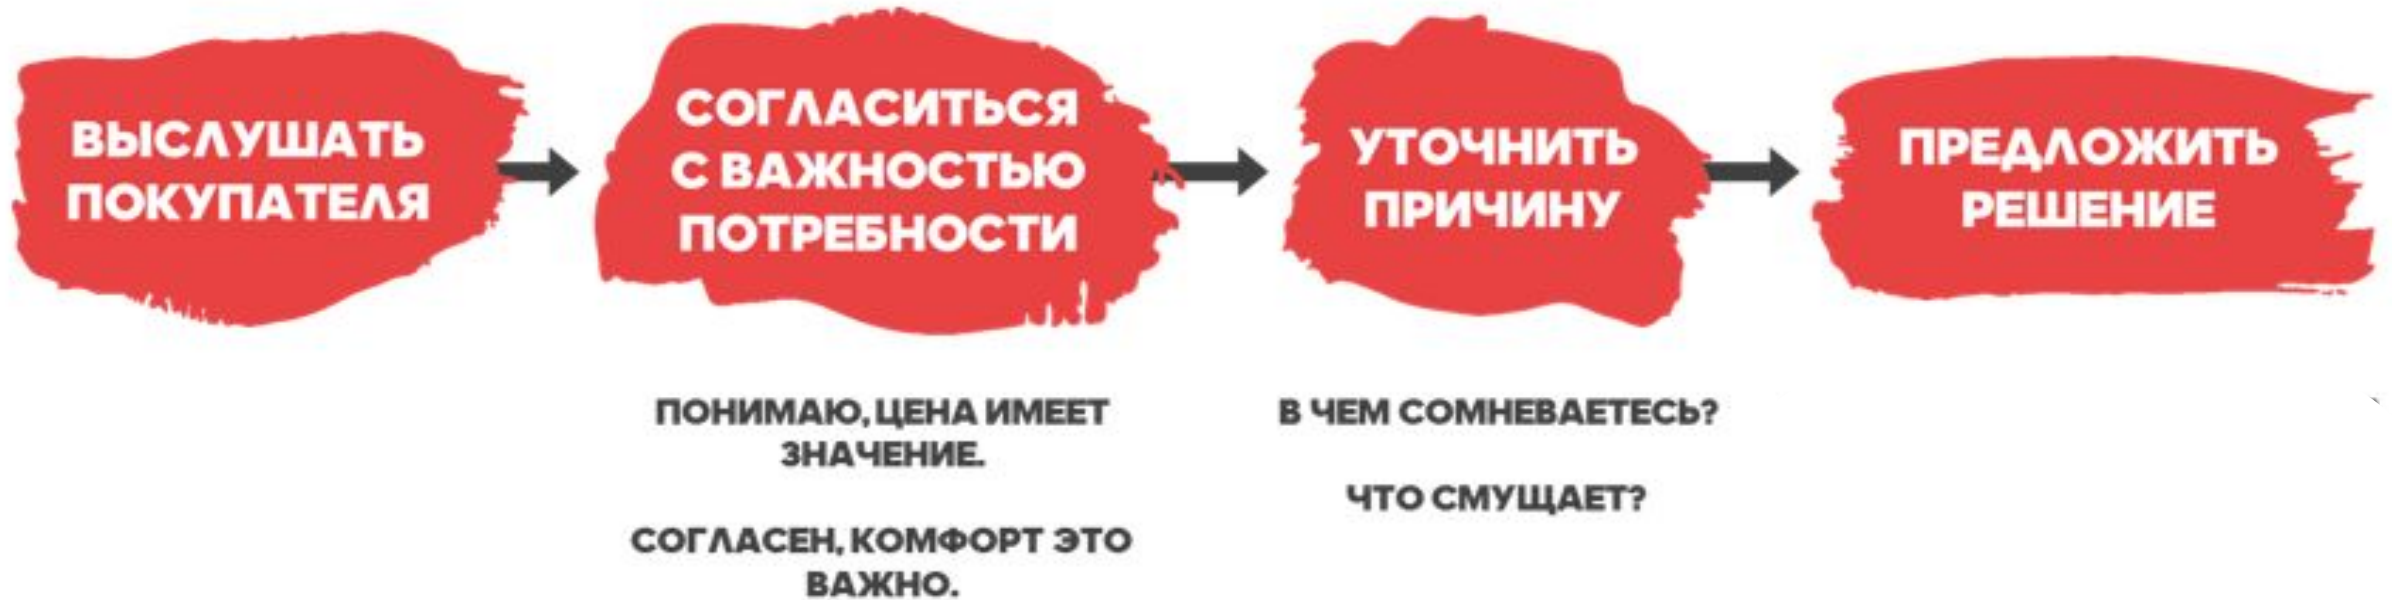 ВЫСЛУШАТЬ
ПОКУПАТЕЛЯ
СОГЛАСИТЬСЯ
С ВАЖНОСТЬЮ
ПОТРЕБНОСТИ
УТОЧНИТЬ
ПРИЧИНУ
ПРЕДЛОЖИТЬ
РЕШЕНИЕ
ПОНИМАЮ, ЦЕНА ИМЕЕТ
ЗНАЧЕНИЕ.
СОГЛАСЕН, КОМФОРТ ЭТО
ВАЖНО.
В ЧЕМ СОМНЕВАЕТЕСЬ?
ЧТО СМУЩАЕТ?